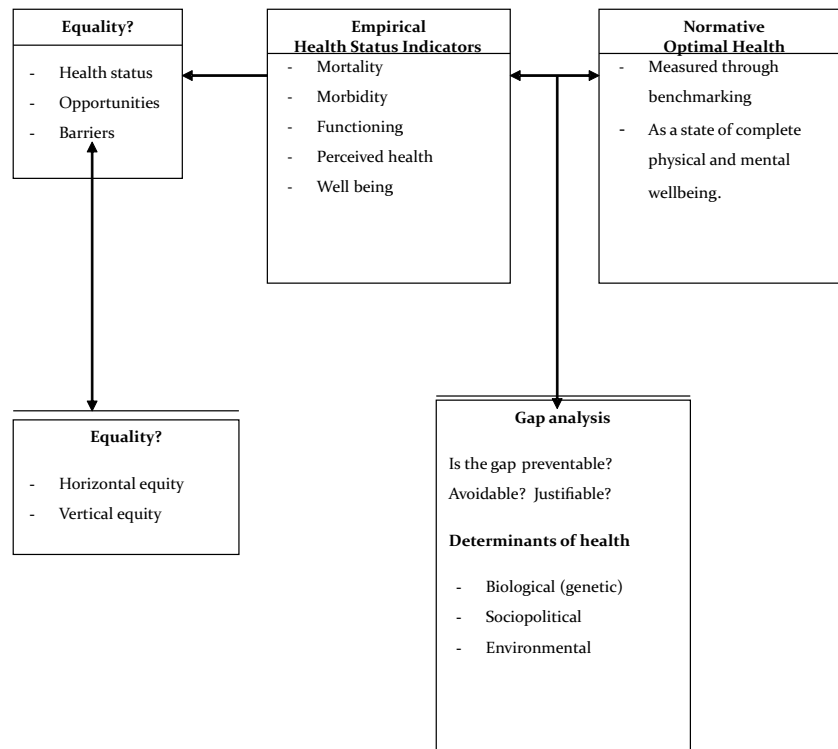 Equality?
- Health status
- Opportunities
- Barriers
Empirical
Health Status Indicators
- Mortality
- Morbidity
- Functioning
- Perceived health
- Well being
Normative
Optimal Health
- Measured through
benchmarking
- As a state of complete
physical and mental
wellbeing.
Equality?
- Horizontal equity
- Vertical equity
Gap analysis
Is the gap preventable?
Avoidable? Justifiable?
Determinants of health
- Biological (genetic)
- Sociopolitical
- Environmental